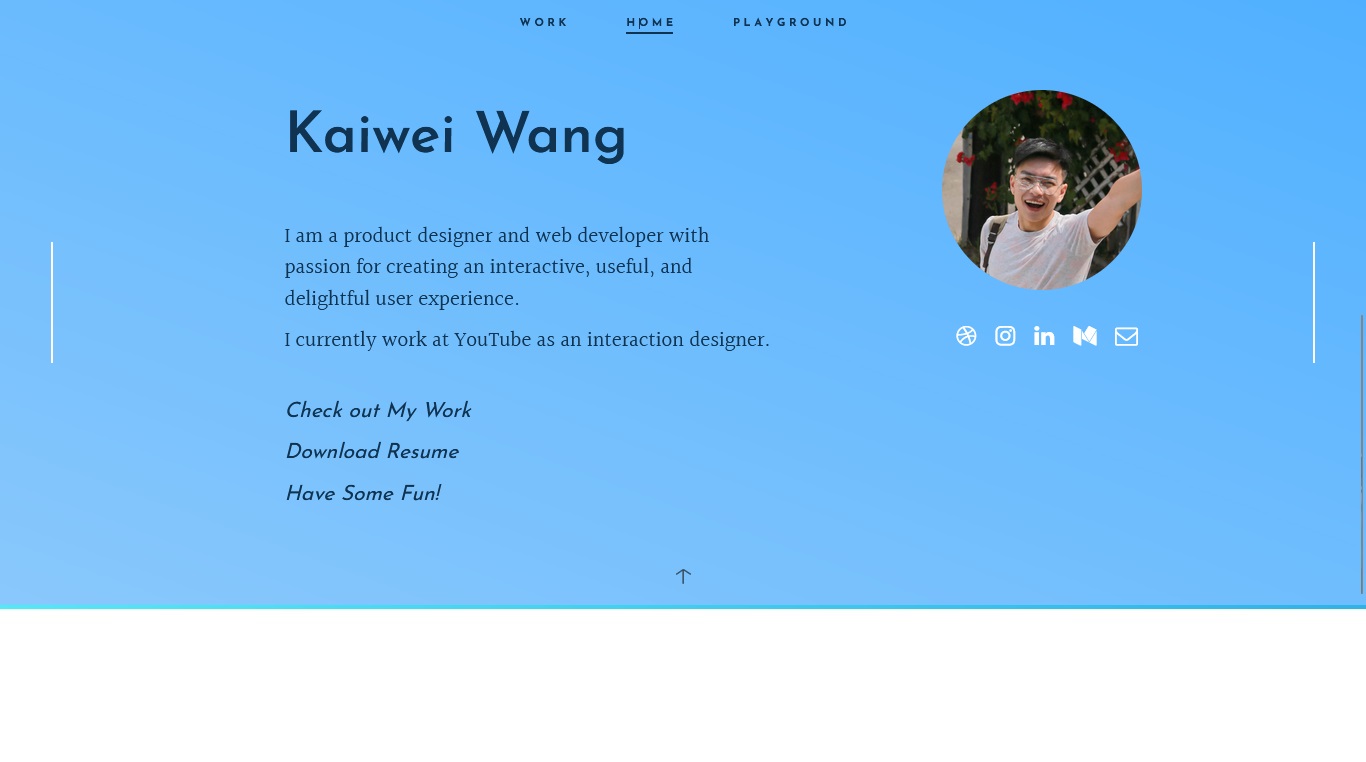 WORK HOME PLAYGROUND
Kaiwei Wang
I am a product designer and web developer with
passion for creating an interactive, useful, and
delightful user experience.
I currently work at YouTube as an interaction designer.
Check out My Work
Download Resume
Have Some Fun!